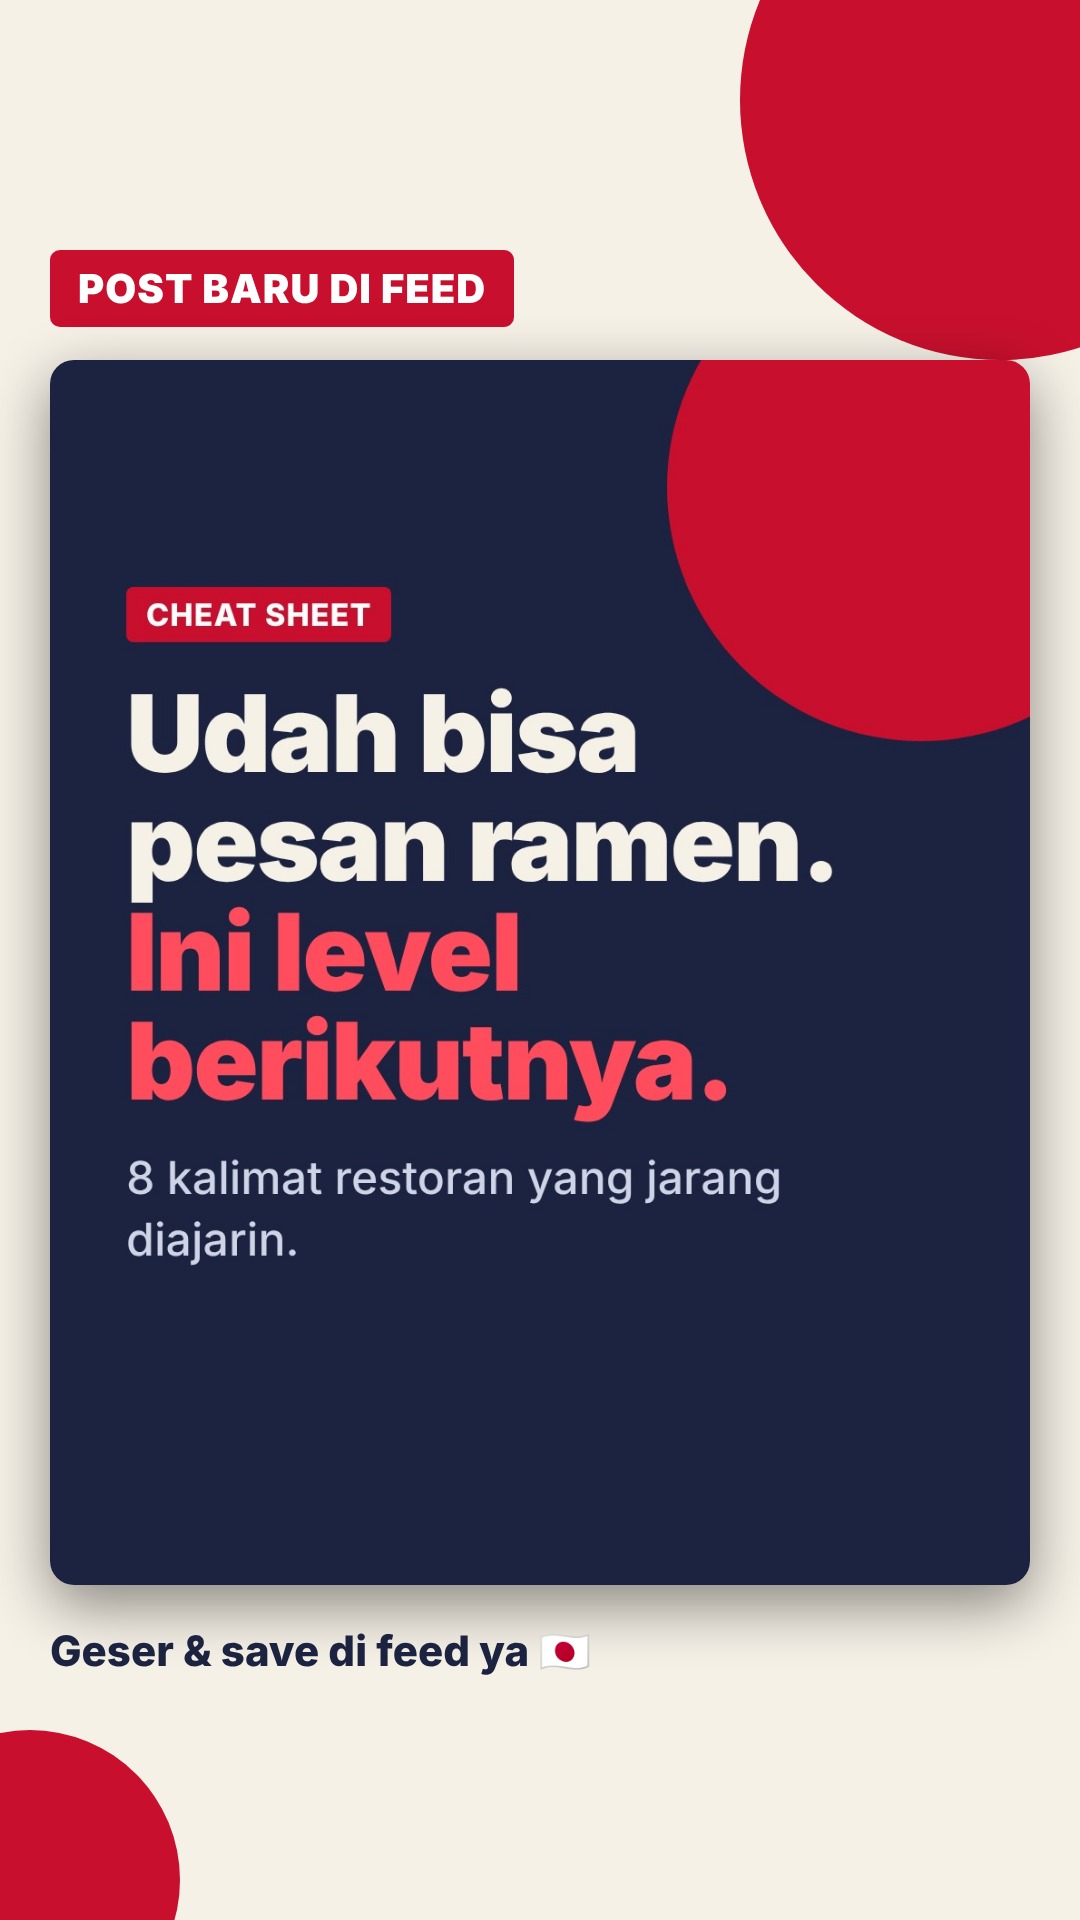 POST BARU DI FEED
CHEAT SHEET
Udah bisa
pesan ramen.
Ini level
berikutnya.
8 kalimat restoran yang jarang
diajarin.
Geser & save di feed ya 🇯🇵